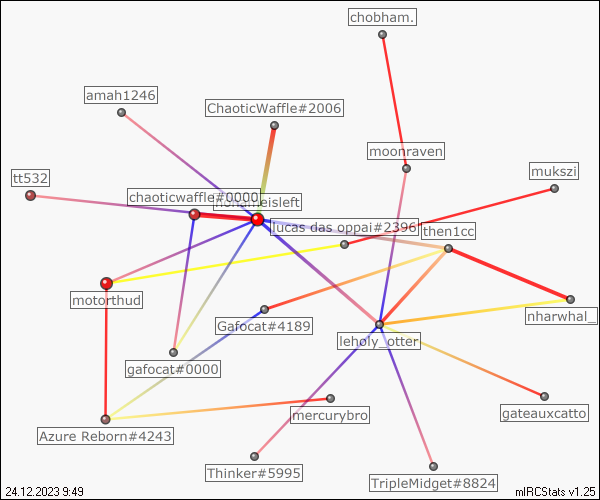 chobham.
amah1246
ChaoticWaffle#2006
moonraven
mukszi
tt532
chaoticwaffle#0000
nonameisleft
lucas das oppai#2396
then1cc
motorthud
Gafocat#4189
nharwhal_
leholy_otter
gafocat#0000
mercurybro
gateauxcatto
Azure Reborn#4243
Thinker#5995
TripleMidget#8824
24.12.2023 9:49
mIRCStats v1.25